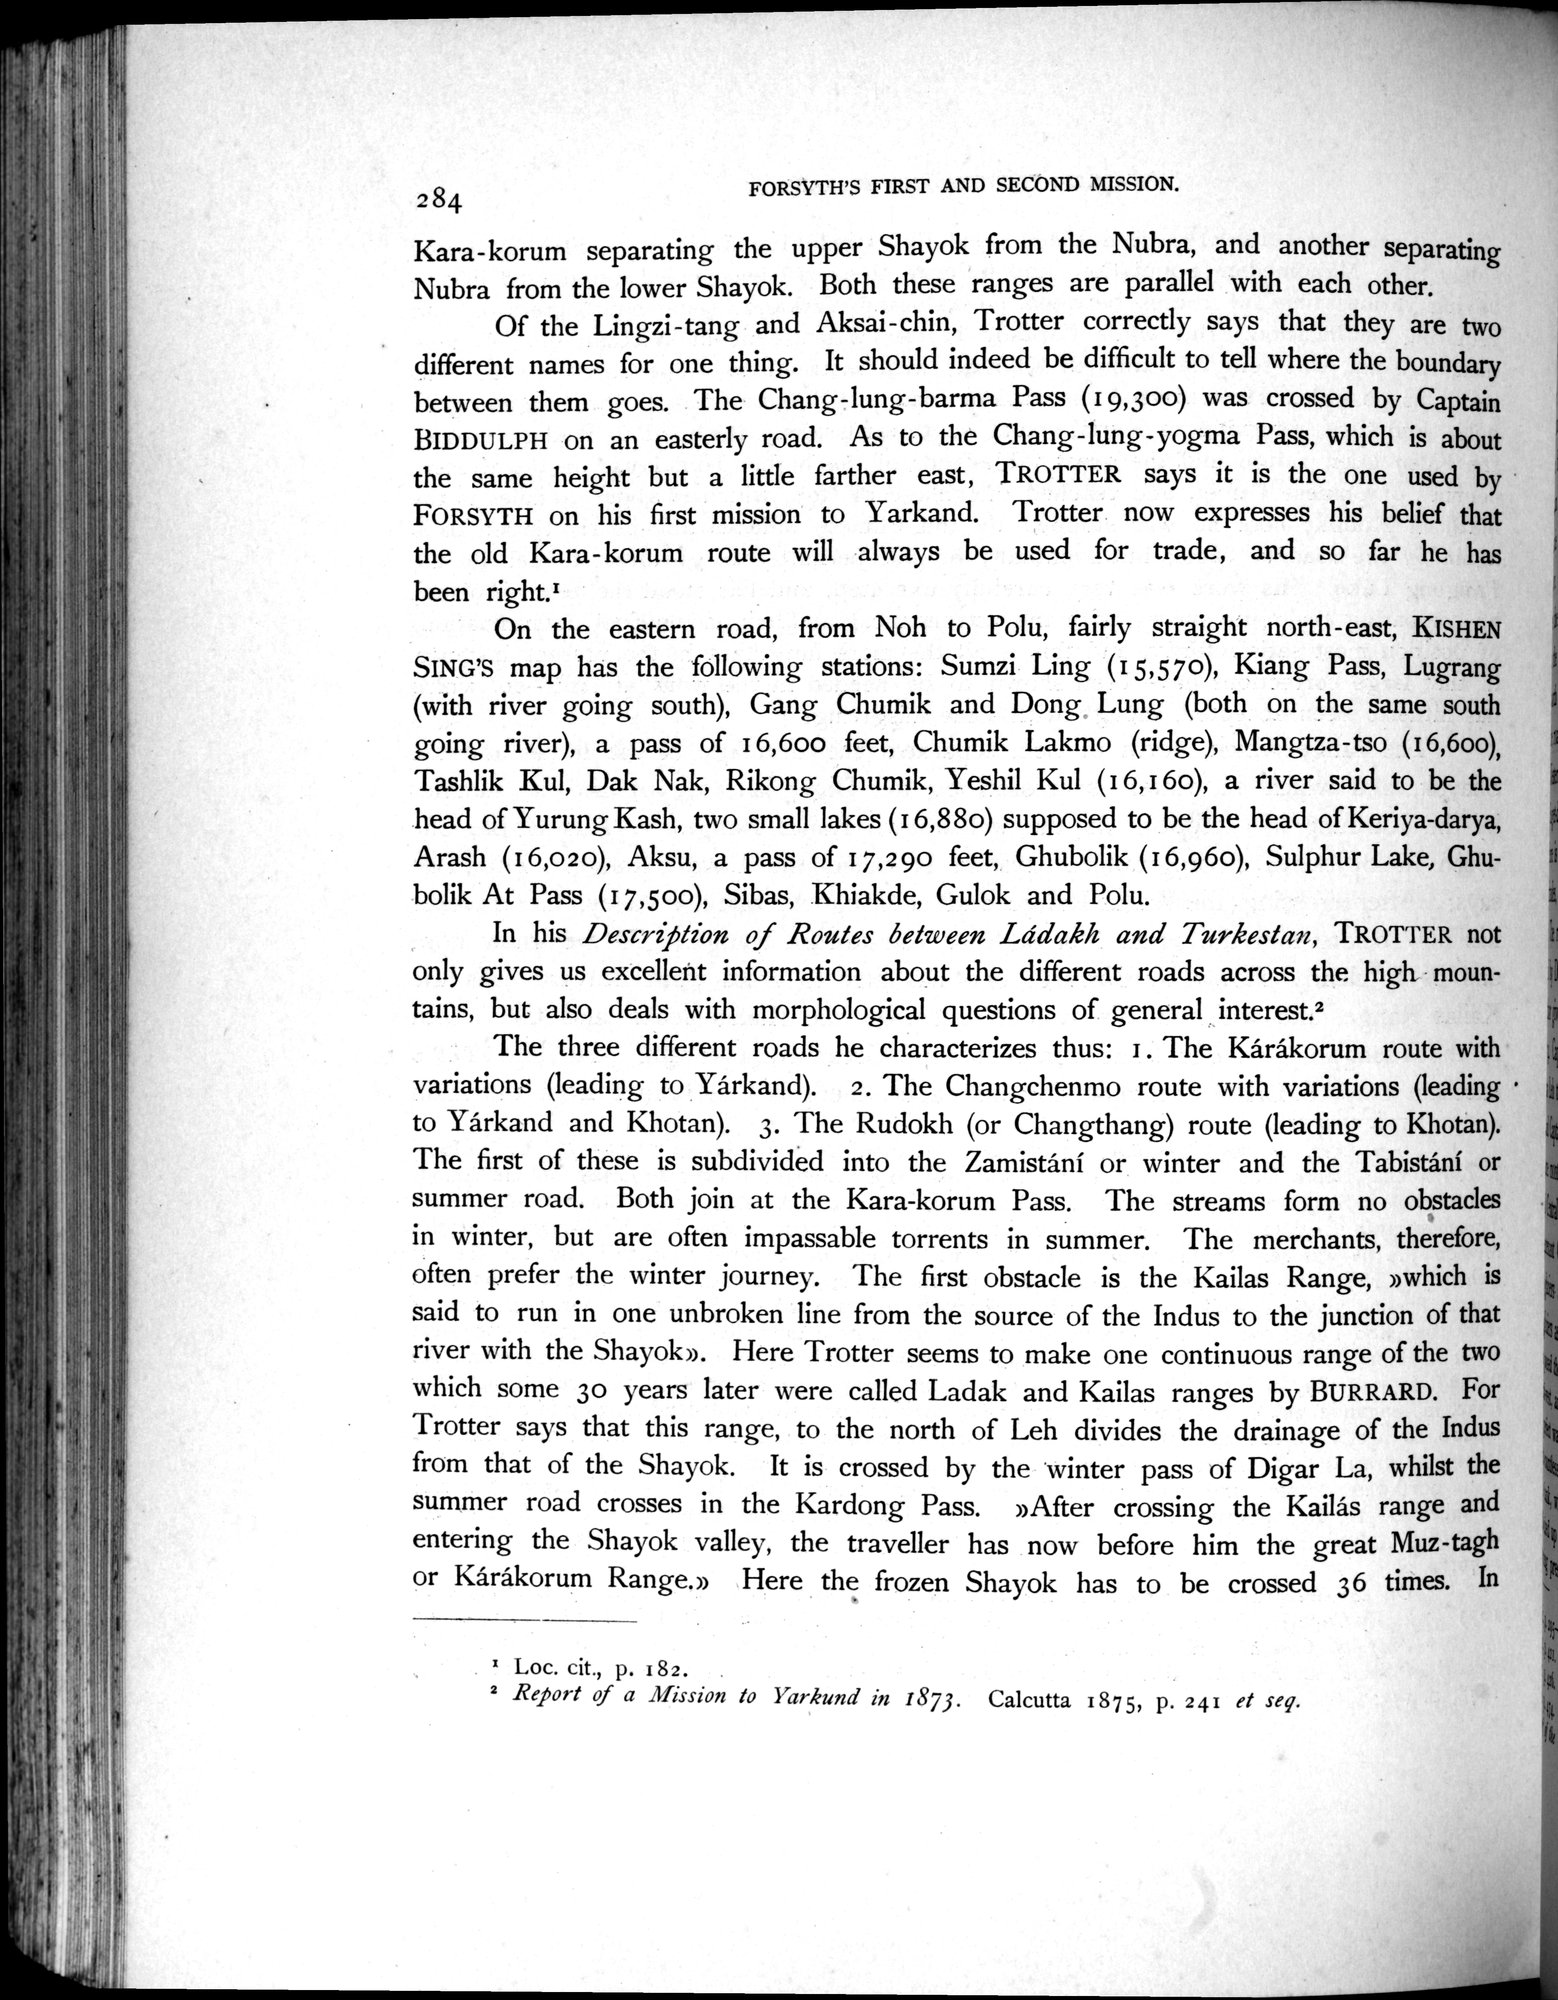 284
FORSYTH'S FIRST AND SECOND MISSION.
Kara-korum separating the upper Shayok from the Nubra, and another separating
Nubra from the lower Shayok. Both these ranges are parallel with each other.
Of the Lingzi-tang and Aksai-chin, Trotter correctly says that they are two
different names for one thing. It should indeed be difficult to tell where the boundary
between them goes. The Chang-lung-barma Pass (19,300) was crossed by Captain
BIDDULPH on an easterly road. As to the Chang-lung-yogma Pass, which is about
the same height but a little farther east, TROTTER says it is the one used by
FORSYTH on his first mission to Yarkand. Trotter now expresses his belief that
the old Kara-korum route will always be used for trade, and so far he has
been right.¹
On the eastern road, from Noh to Polu, fairly straight north-east, KISHEN
SING'S map has the following stations: Sumzi Ling (15,570), Kiang Pass, Lugrang
(with river going south), Gang Chumik and Dong Lung (both on the same south
going river), a pass of 16,600 feet, Chumik Lakmo (ridge), Mangtza-tso (16,600),
Tashlik Kul, Dak Nak, Rikong Chumik, Yeshil Kul (16,160), a river said to be the
head of Yurung Kash, two small lakes (16,880) supposed to be the head of Keriya-darya,
Arash (16,020), Aksu, a pass of 17,290 feet, Ghubolik (16,960), Sulphur Lake, Ghu-
bolik At Pass (17,500), Sibas, Khiakde, Gulok and Polu.
In his Description of Routes between Ládakh and Turkestan, TROTTER not
only gives us excellent information about the different roads across the high moun-
tains, but also deals with morphological questions of general interest.²
The three different roads he characterizes thus: 1. The Kárákorum route with
variations (leading to Yárkand). 2. The Changchenmo route with variations (leading
to Yárkand and Khotan). 3. The Rudokh (or Changthang) route (leading to Khotan).
The first of these is subdivided into the Zamistání or winter and the Tabistání or
summer road. Both join at the Kara-korum Pass. The streams form no obstacles
in winter, but are often impassable torrents in summer. The merchants, therefore,
often prefer the winter journey. The first obstacle is the Kailas Range, »which is
said to run in one unbroken line from the source of the Indus to the junction of that
river with the Shayok». Here Trotter seems to make one continuous range of the two
which some 30 years later were called Ladak and Kailas ranges by BURRARD. For
Trotter says that this range, to the north of Leh divides the drainage of the Indus
from that of the Shayok. It is crossed by the winter pass of Digar La, whilst the
summer road crosses in the Kardong Pass. »After crossing the Kailás range and
entering the Shayok valley, the traveller has now before him the great Muz-tagh
or Kárákorum Range.» Here the frozen Shayok has to be crossed 36 times. In
¹ Loc. cit., p. 182.
² Report of a Mission to Yarkund in 1873. Calcutta 1875, p. 241 et seq.